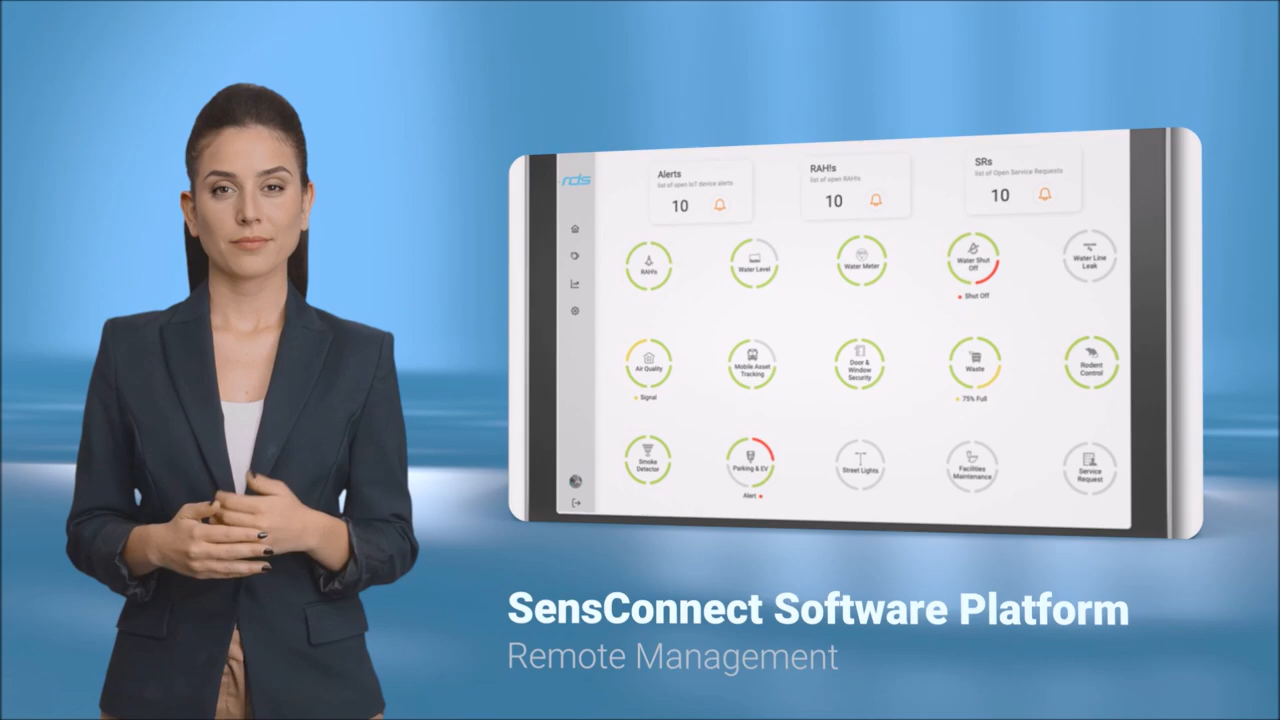 rds
Alerts
list of open IoT device alerts
10
RAH!s
list of open RAH!s
10
SRs
list of Open Service Requests
10
RAH!s
Water Level
Water Meter
Water Shut
Off
Shut Off
Water Line
Leak
Air Quality
Signal
Mobile Asset
Tracking
Door &
Window
Security
Waste
75% Full
Rodent
Control
Smoke
Detector
Parking & EV
Alert
Street Lights
Facilities
Maintenance
Service
Request
SensConnect Software Platform
Remote Management